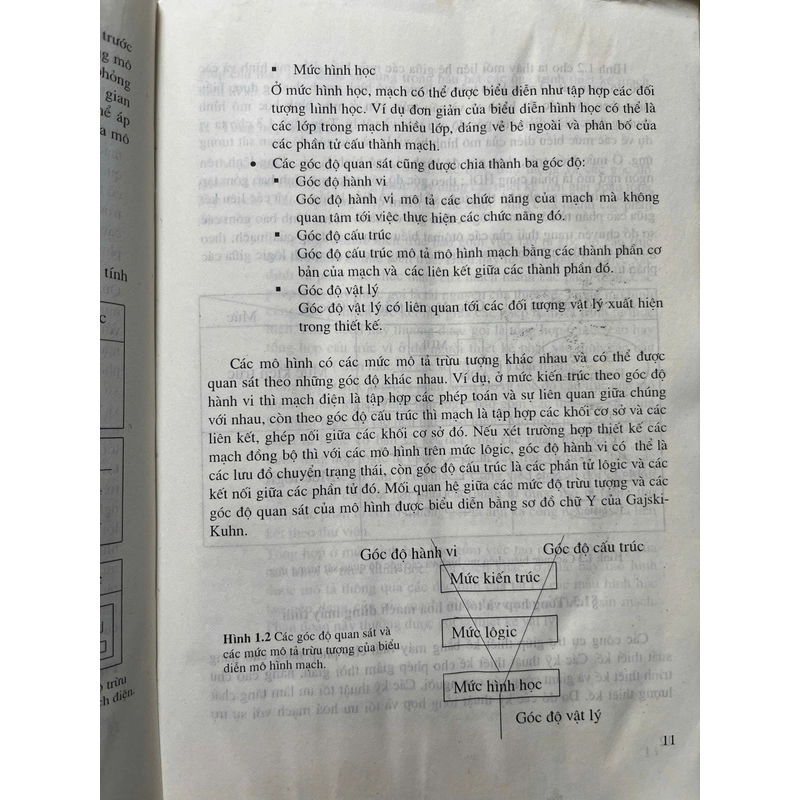 trước
mô
phỏng
gian
áp
mô
tính
trừu
điện.
▪ Mức hình học
Ở mức hình học, mạch có thể được biểu diễn như tập hợp các đối
tượng hình học. Ví dụ đơn giản của biểu diễn hình học có thể là
các lớp trong mạch nhiều lớp, dáng vẻ bề ngoài và phân bố của
các phần tử cấu thành mạch.
• Các góc độ quan sát cũng được chia thành ba góc độ:
▪ Góc độ hành vi
Góc độ hành vi mô tả các chức năng của mạch mà không
quan tâm tới việc thực hiện các chức năng đó.
▪ Góc độ cấu trúc
Góc độ cấu trúc mô tả mô hình mạch bằng các thành phần cơ
bản của mạch và các liên kết giữa các thành phần đó.
▪ Góc độ vật lý
Góc độ vật lý có liên quan tới các đối tượng vật lý xuất hiện
trong thiết kế.
Các mô hình có các mức mô tả trừu tượng khác nhau và có thể được
quan sát theo những góc độ khác nhau. Ví dụ, ở mức kiến trúc theo góc độ
hành vi thì mạch điện là tập hợp các phép toán và sự liên quan giữa chúng
với nhau, còn theo góc độ cấu trúc thì mạch là tập hợp các khối cơ sở và các
liên kết, ghép nối giữa các khối cơ sở đó. Nếu xét trường hợp thiết kế các
mạch đồng bộ thì với các mô hình trên mức lôgic, góc độ hành vi có thể là
các lưu đồ chuyển trạng thái, còn góc độ cấu trúc là các phần tử lôgic và các
kết nối giữa các phần tử đó. Mối quan hệ giữa các mức độ trừu tượng và các
góc độ quan sát của mô hình được biểu diễn bằng sơ đồ chữ Y của Gajski-
Kuhn.
Góc độ hành vi
Góc độ cấu trúc
Mức kiến trúc
Mức lôgic
Mức hình học
Góc độ vật lý
Hình 1.2 Các góc độ quan sát và
các mức mô tả trừu tượng của biểu
diễn mô hình mạch.
11